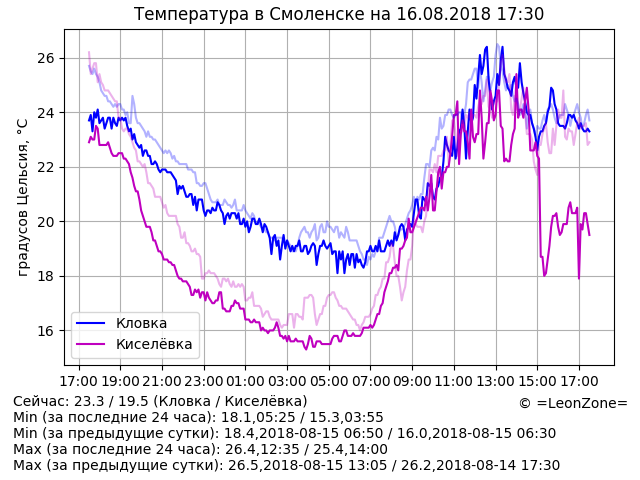 Температура в Смоленске на 16.08.2018 17:30
градусов Цельсия, °C
26
24
22
20
18
16
Кловка
Киселёвка
17:00 19:00 21:00 23:00 01:00 03:00 05:00 07:00 09:00 11:00 13:00 15:00 17:00
Сейчас: 23.3 / 19.5 (Кловка / Киселёвка)
© =LeonZone=
Min (за последние 24 часа): 18.1,05:25 / 15.3,03:55
Min (за предыдущие сутки): 18.4,2018-08-15 06:50 / 16.0,2018-08-15 06:30
Max (за последние 24 часа): 26.4,12:35 / 25.4,14:00
Max (за предыдущие сутки): 26.5,2018-08-15 13:05 / 26.2,2018-08-14 17:30